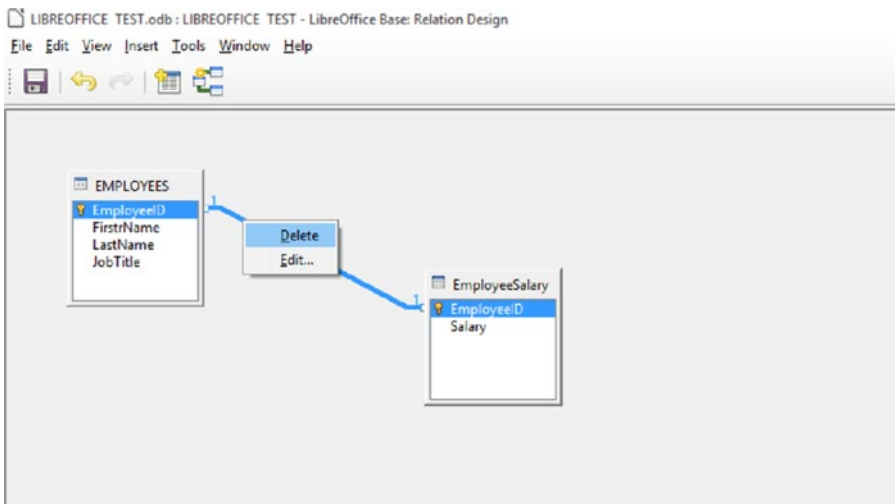 LIBREOFFICE TEST.odb : LIBREOFFICE TEST - LibreOffice Base: Relation Design
File Edit View Insert Tools Window Help
EMPLOYEES
EmployeeID
FirstrName
LastName
JobTitle
1
Delete
Edit...
1
EmployeeSalary
EmployeeID
Salary